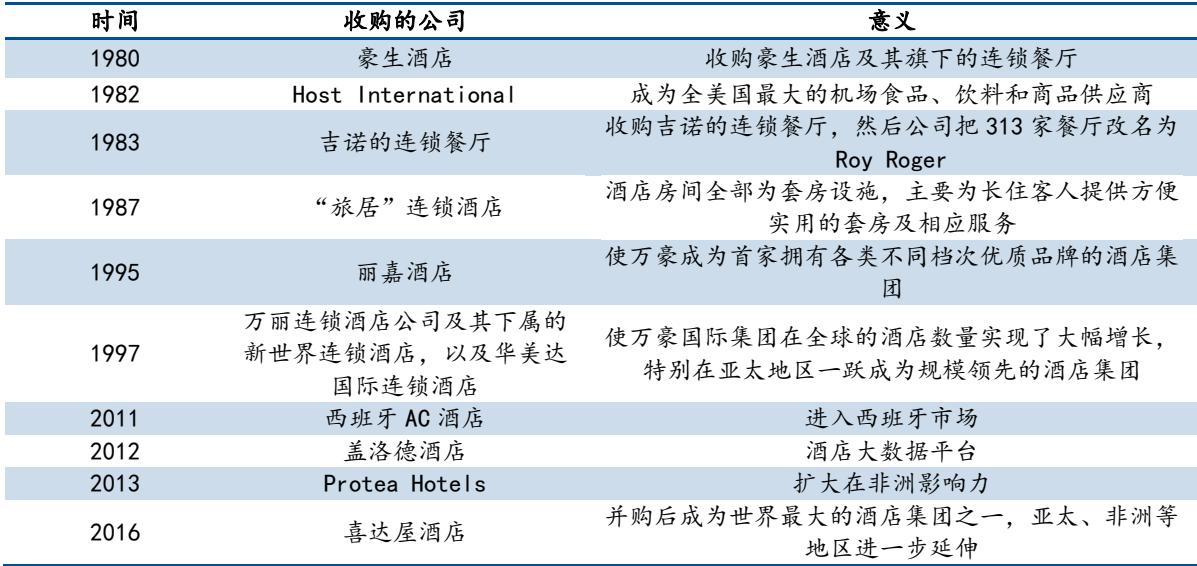 时间 收购的公司 意义
1980 豪生酒店 收购豪生酒店及其旗下的连锁餐厅
1982 Host International 成为全美国最大的机场食品、饮料和商品供应商
1983 吉诺的连锁餐厅 收购吉诺的连锁餐厅，然后公司把 313 家餐厅改名为
Roy Roger
1987 “旅居”连锁酒店 酒店房间全部为套房设施，主要为长住客人提供方便
实用的套房及相应服务
1995 丽嘉酒店 使万豪成为首家拥有各类不同档次优质品牌的酒店集
团
1997 万丽连锁酒店公司及其下属的
新世界连锁酒店，以及华美达
国际连锁酒店
使万豪国际集团在全球的酒店数量实现了大幅增长，
特别在亚太地区一跃成为规模领先的酒店集团
2011 西班牙 AC 酒店 进入西班牙市场
2012 盖洛德酒店 酒店大数据平台
2013 Protea Hotels 扩大在非洲影响力
2016 喜达屋酒店 并购后成为世界最大的酒店集团之一，亚太、非洲等
地区进一步延伸